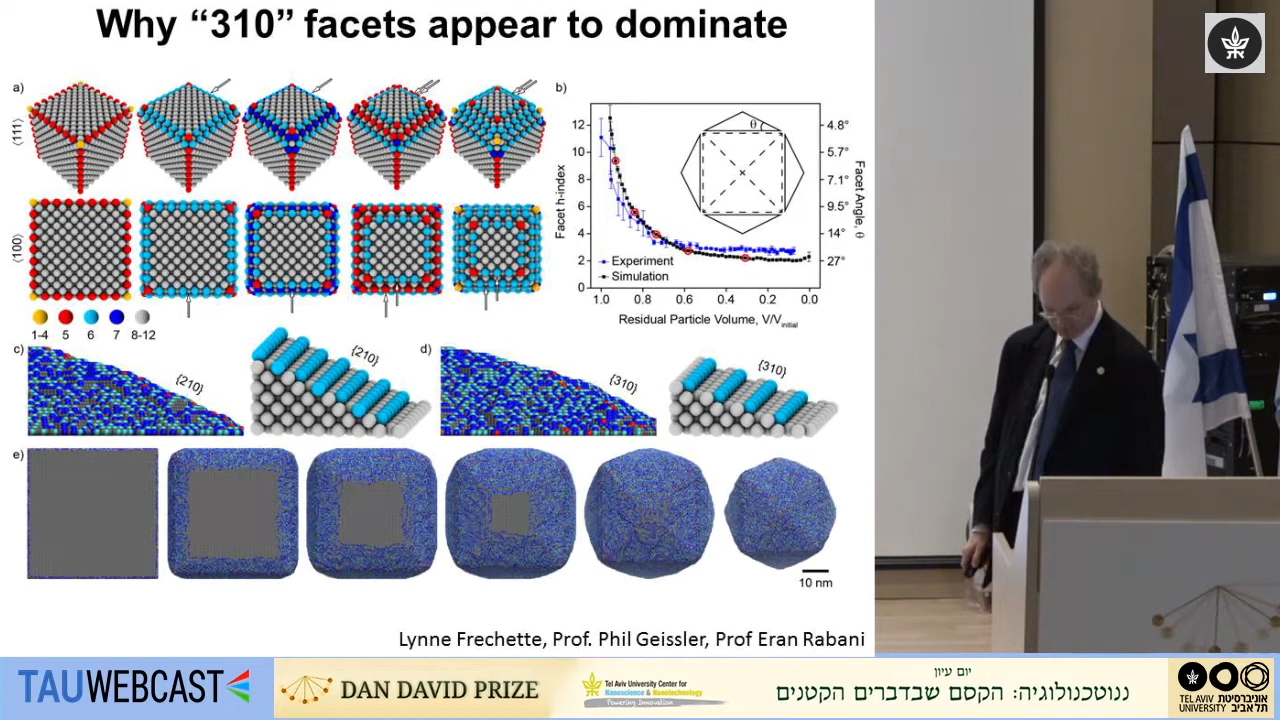 Why “310” facets appear to dominate
a)
⟨111⟩
⟨100⟩
1-4 5 6 7 8-12
b)
Facet h-index
12
10
8
6
4
2
0
4.8°
5.7°
7.1°
9.5°
14°
27°
Facet Angle, θ
θ
Experiment
Simulation
1.0 0.8 0.6 0.4 0.2 0.0
Residual Particle Volume, V/Vinitial
c)
{210}
{210}
d)
{310}
{310}
e)
10 nm
Lynne Frechette, Prof. Phil Geissler, Prof Eran Rabani
TAUWEBCAST
DAN DAVID PRIZE
Tel Aviv University Center for
Nanoscience & Nanotechnology
Powering Innovation
יום עיון
ננוטכנולוגיה: הקסם שבדברים הקטנים
TEL AVIV UNIVERSITY
אוניברסיטת תל אביב